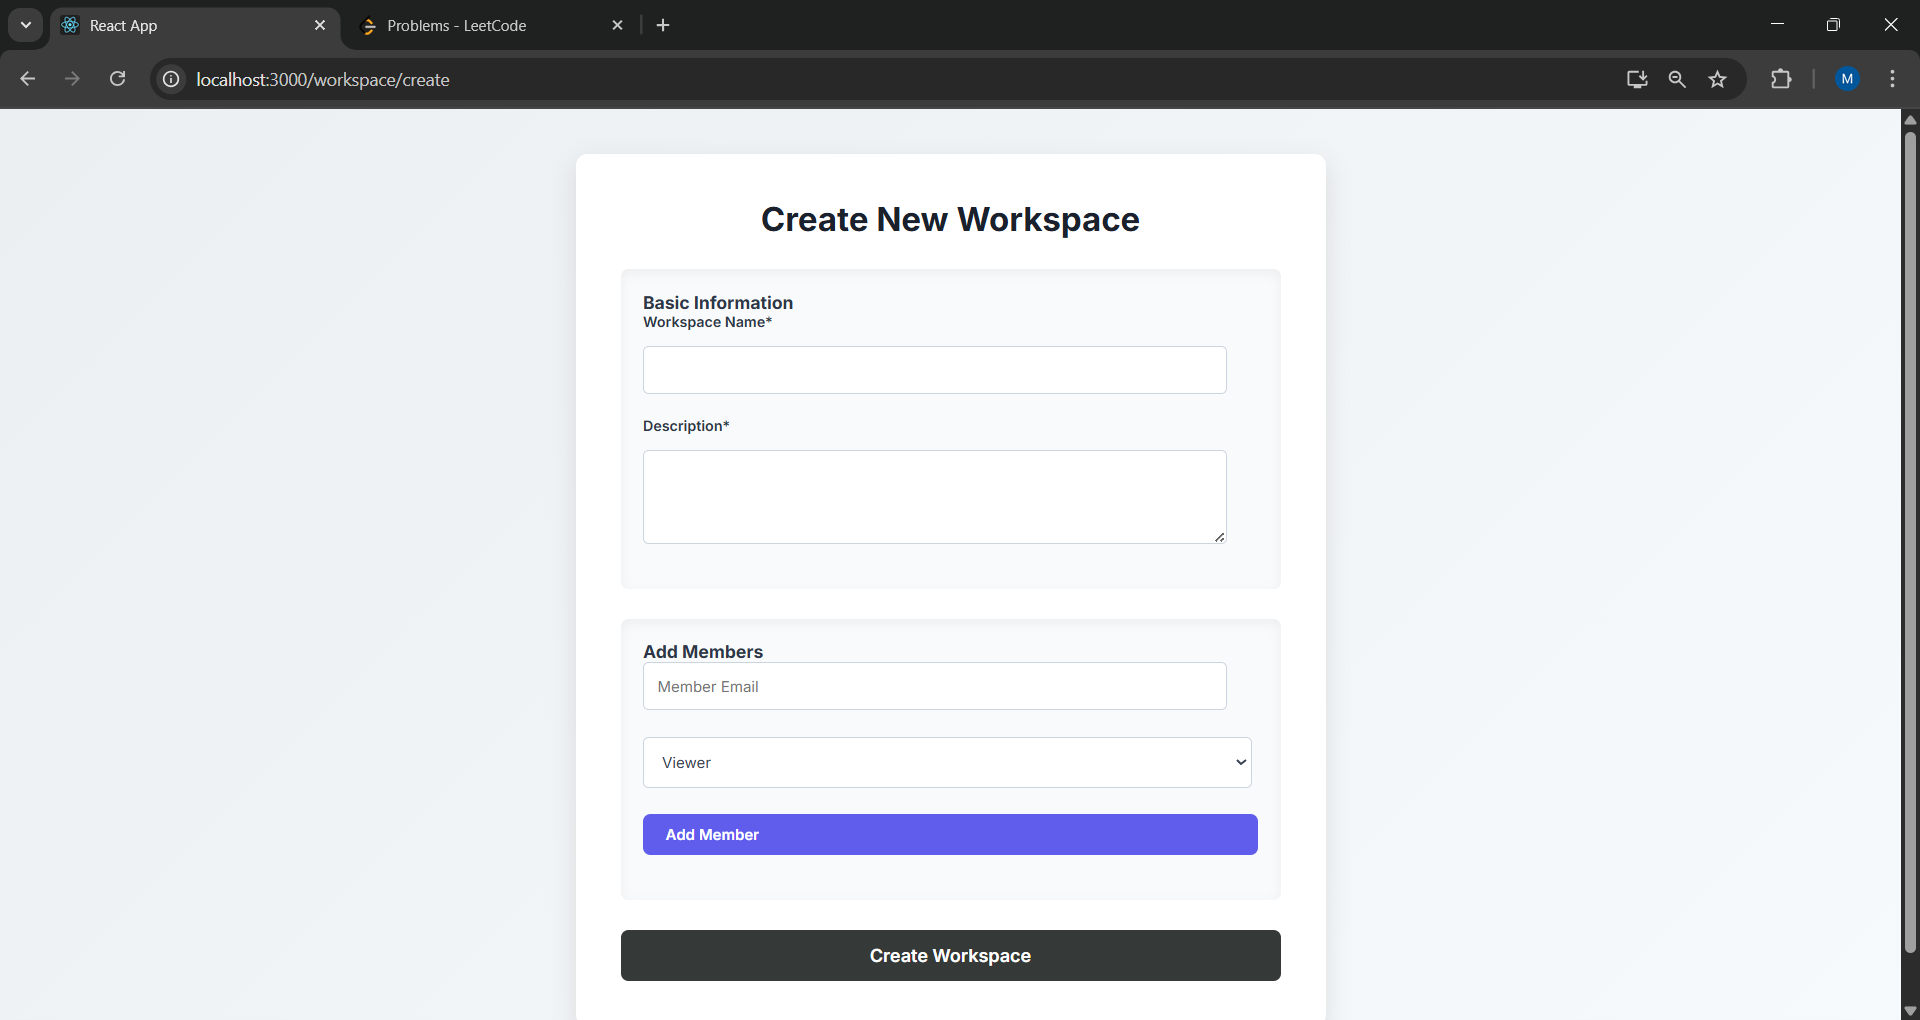 React App
Problems - LeetCode
localhost:3000/workspace/create
M
Create New Workspace
Basic Information
Workspace Name*
Description*
Add Members
Member Email
Viewer
Add Member
Create Workspace